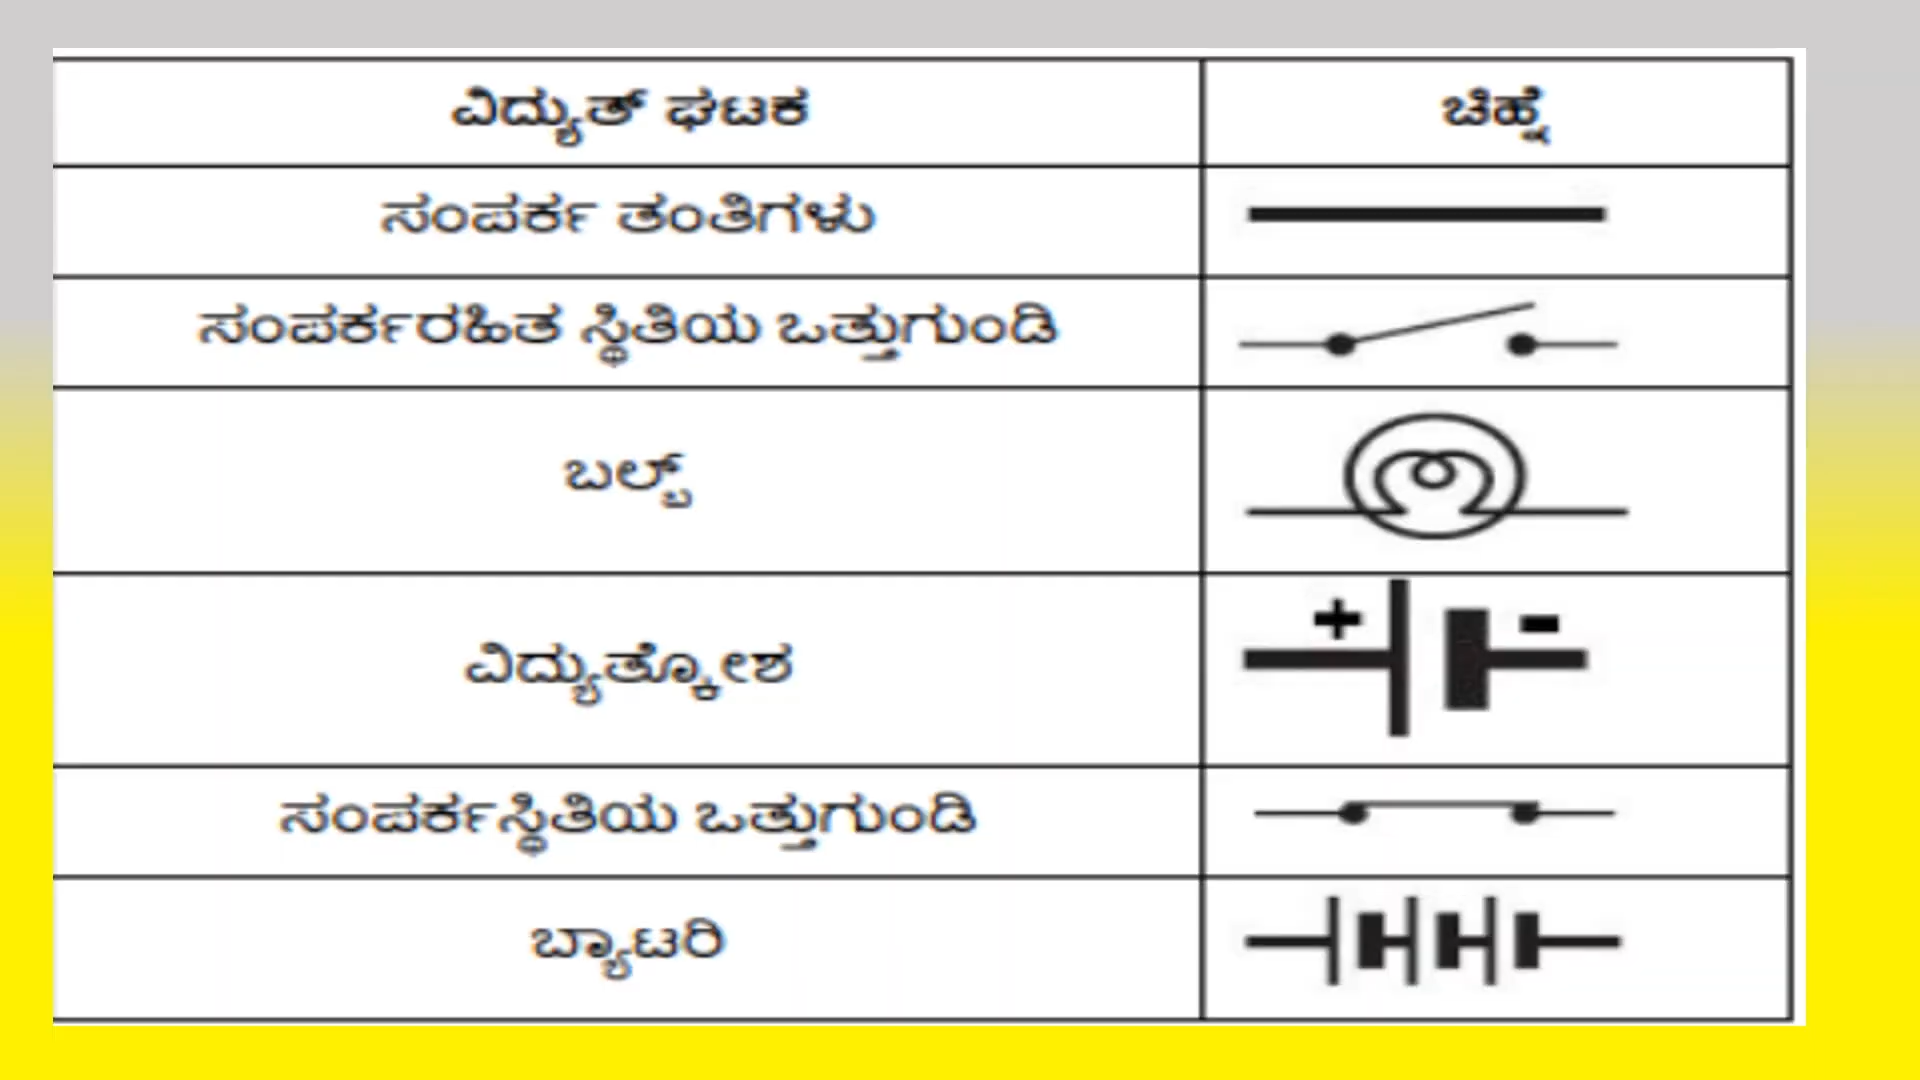 ವಿದ್ಯುತ್ ಘಟಕ ಚಿಹ್ನೆ
ಸಂಪರ್ಕ ತಂತಿಗಳು
ಸಂಪರ್ಕರಹಿತ ಸ್ಥಿತಿಯ ಒತ್ತುಗುಂಡಿ
ಬಲ್ಬ್
ವಿದ್ಯುತ್ಕೋಶ
+ -
ಸಂಪರ್ಕಸ್ಥಿತಿಯ ಒತ್ತುಗುಂಡಿ
ಬ್ಯಾಟರಿ